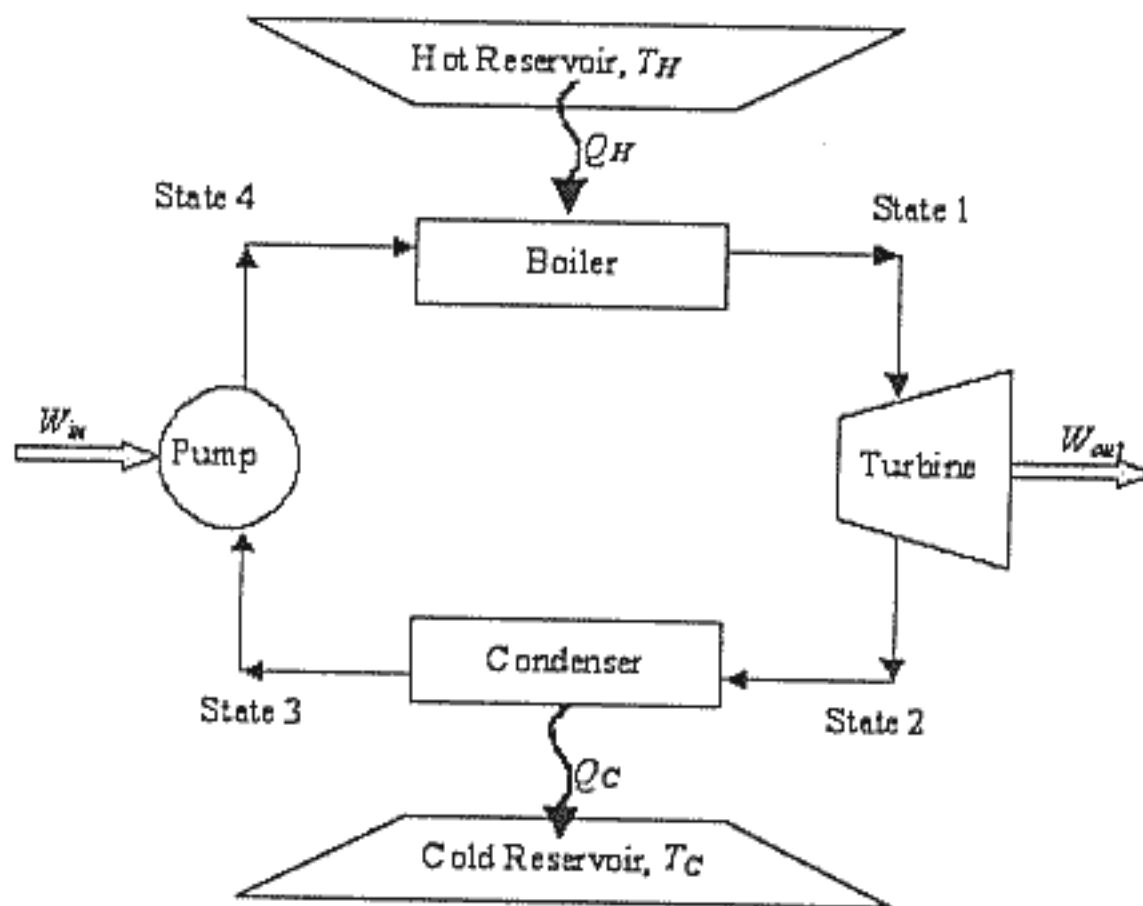 Hot Reservoir, TH
QH
State 4
State 1
Boiler
Win
Pump
Turbine
Wout
Condenser
State 3
State 2
QC
Cold Reservoir, TC